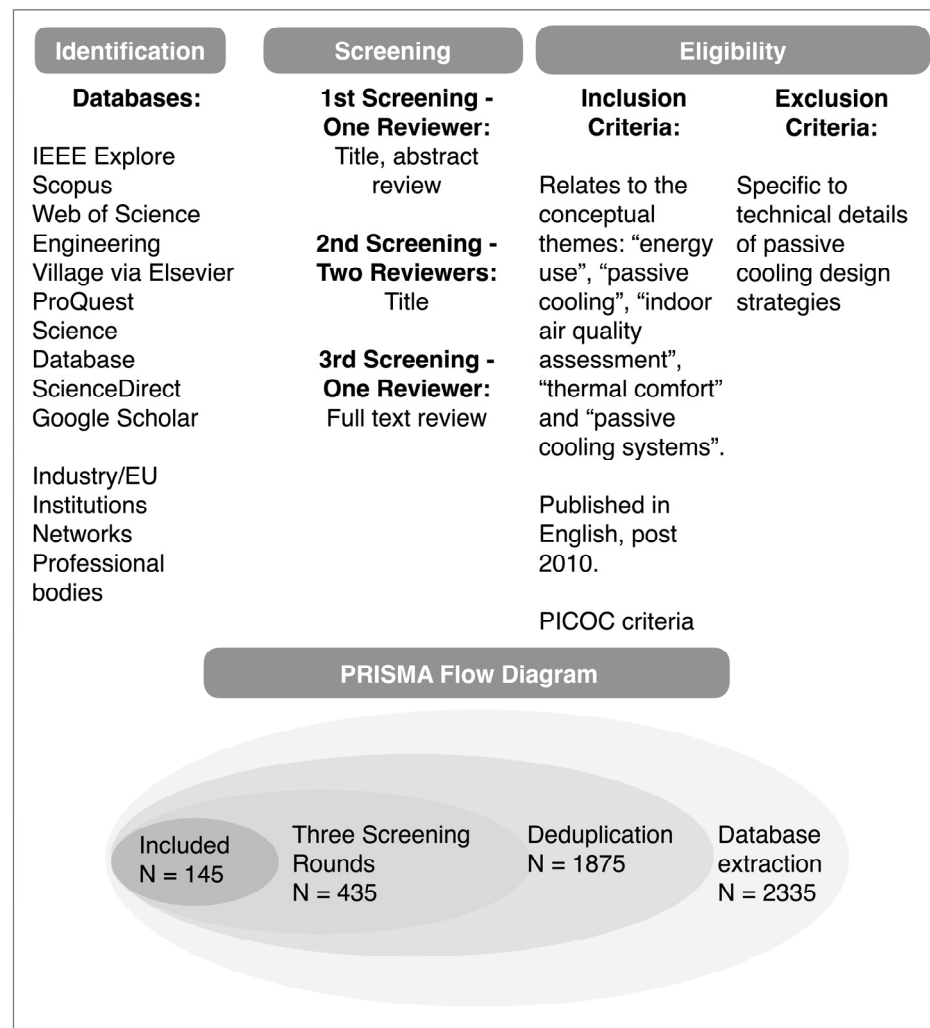 Identification
Screening
Eligibility
Databases:
IEEE Explore
Scopus
Web of Science
Engineering
Village via Elsevier
ProQuest
Science
Database
ScienceDirect
Google Scholar
Industry/EU
Institutions
Networks
Professional
bodies
1st Screening -
One Reviewer:
Title, abstract
review
2nd Screening -
Two Reviewers:
Title
3rd Screening -
One Reviewer:
Full text review
Inclusion
Criteria:
Relates to the
conceptual
themes: “energy
use”, “passive
cooling”, “indoor
air quality
assessment”,
“thermal comfort”
and “passive
cooling systems”.
Published in
English, post
2010.
PICOC criteria
Exclusion
Criteria:
Specific to
technical details
of passive
cooling design
strategies
PRISMA Flow Diagram
Included
N = 145
Three Screening
Rounds
N = 435
Deduplication
N = 1875
Database
extraction
N = 2335